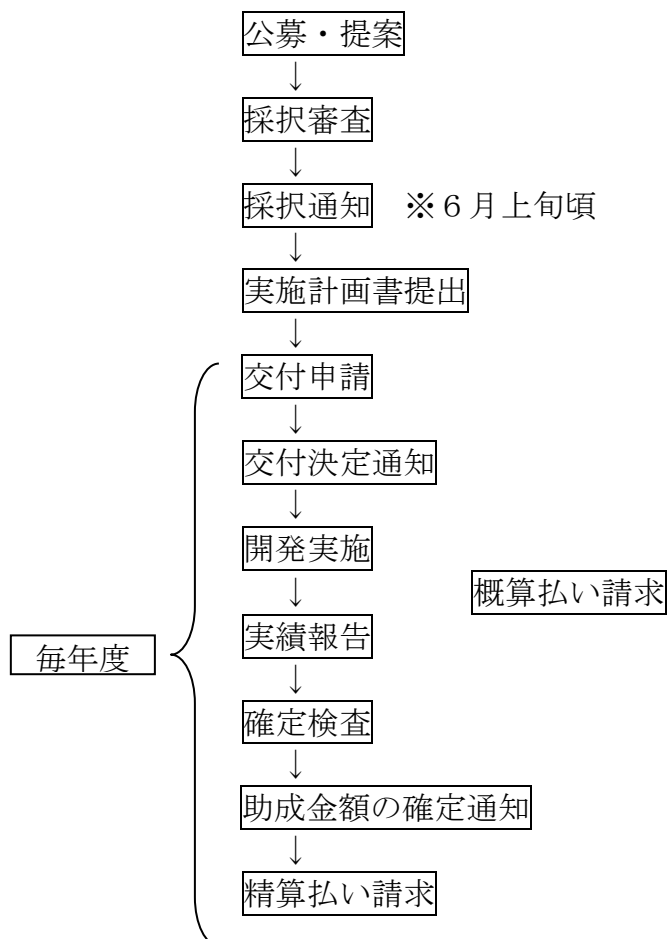 公募・提案
↓
採択審査
↓
採択通知　※６月上旬頃
↓
実施計画書提出
↓
交付申請
↓
交付決定通知
↓
開発実施
概算払い請求
↓
実績報告
毎年度
↓
確定検査
↓
助成金額の確定通知
↓
精算払い請求